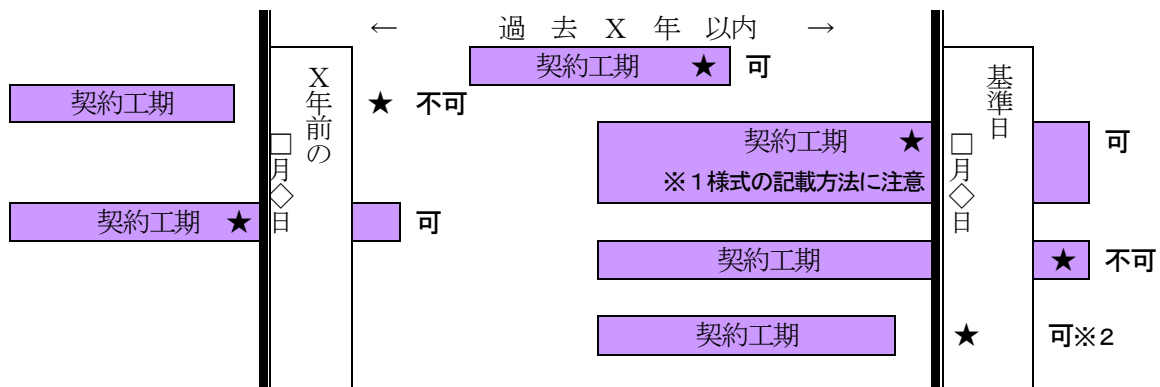 ← 過 去 X 年 以内 →
契約工期 ★ 可
X年前の
□月◇日
基準日
□月◇日
契約工期 ★ 不可
契約工期 ★ 可
※1様式の記載方法に注意
契約工期 ★ 可
契約工期 ★ 不可
契約工期 ★ 可※2